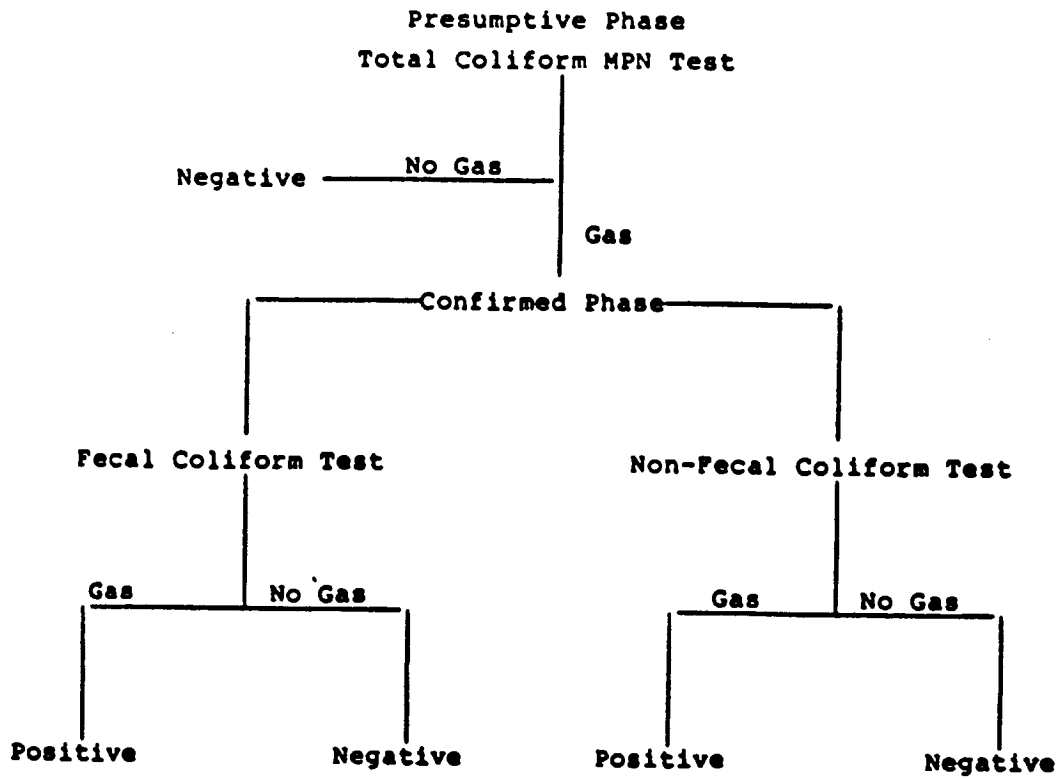 Presumptive Phase
Total Coliform MPN Test
No Gas
Negative
Gas
Confirmed Phase
Fecal Coliform Test
Non-Fecal Coliform Test
Gas
No Gas
Gas
No Gas
Positive
Negative
Positive
Negative